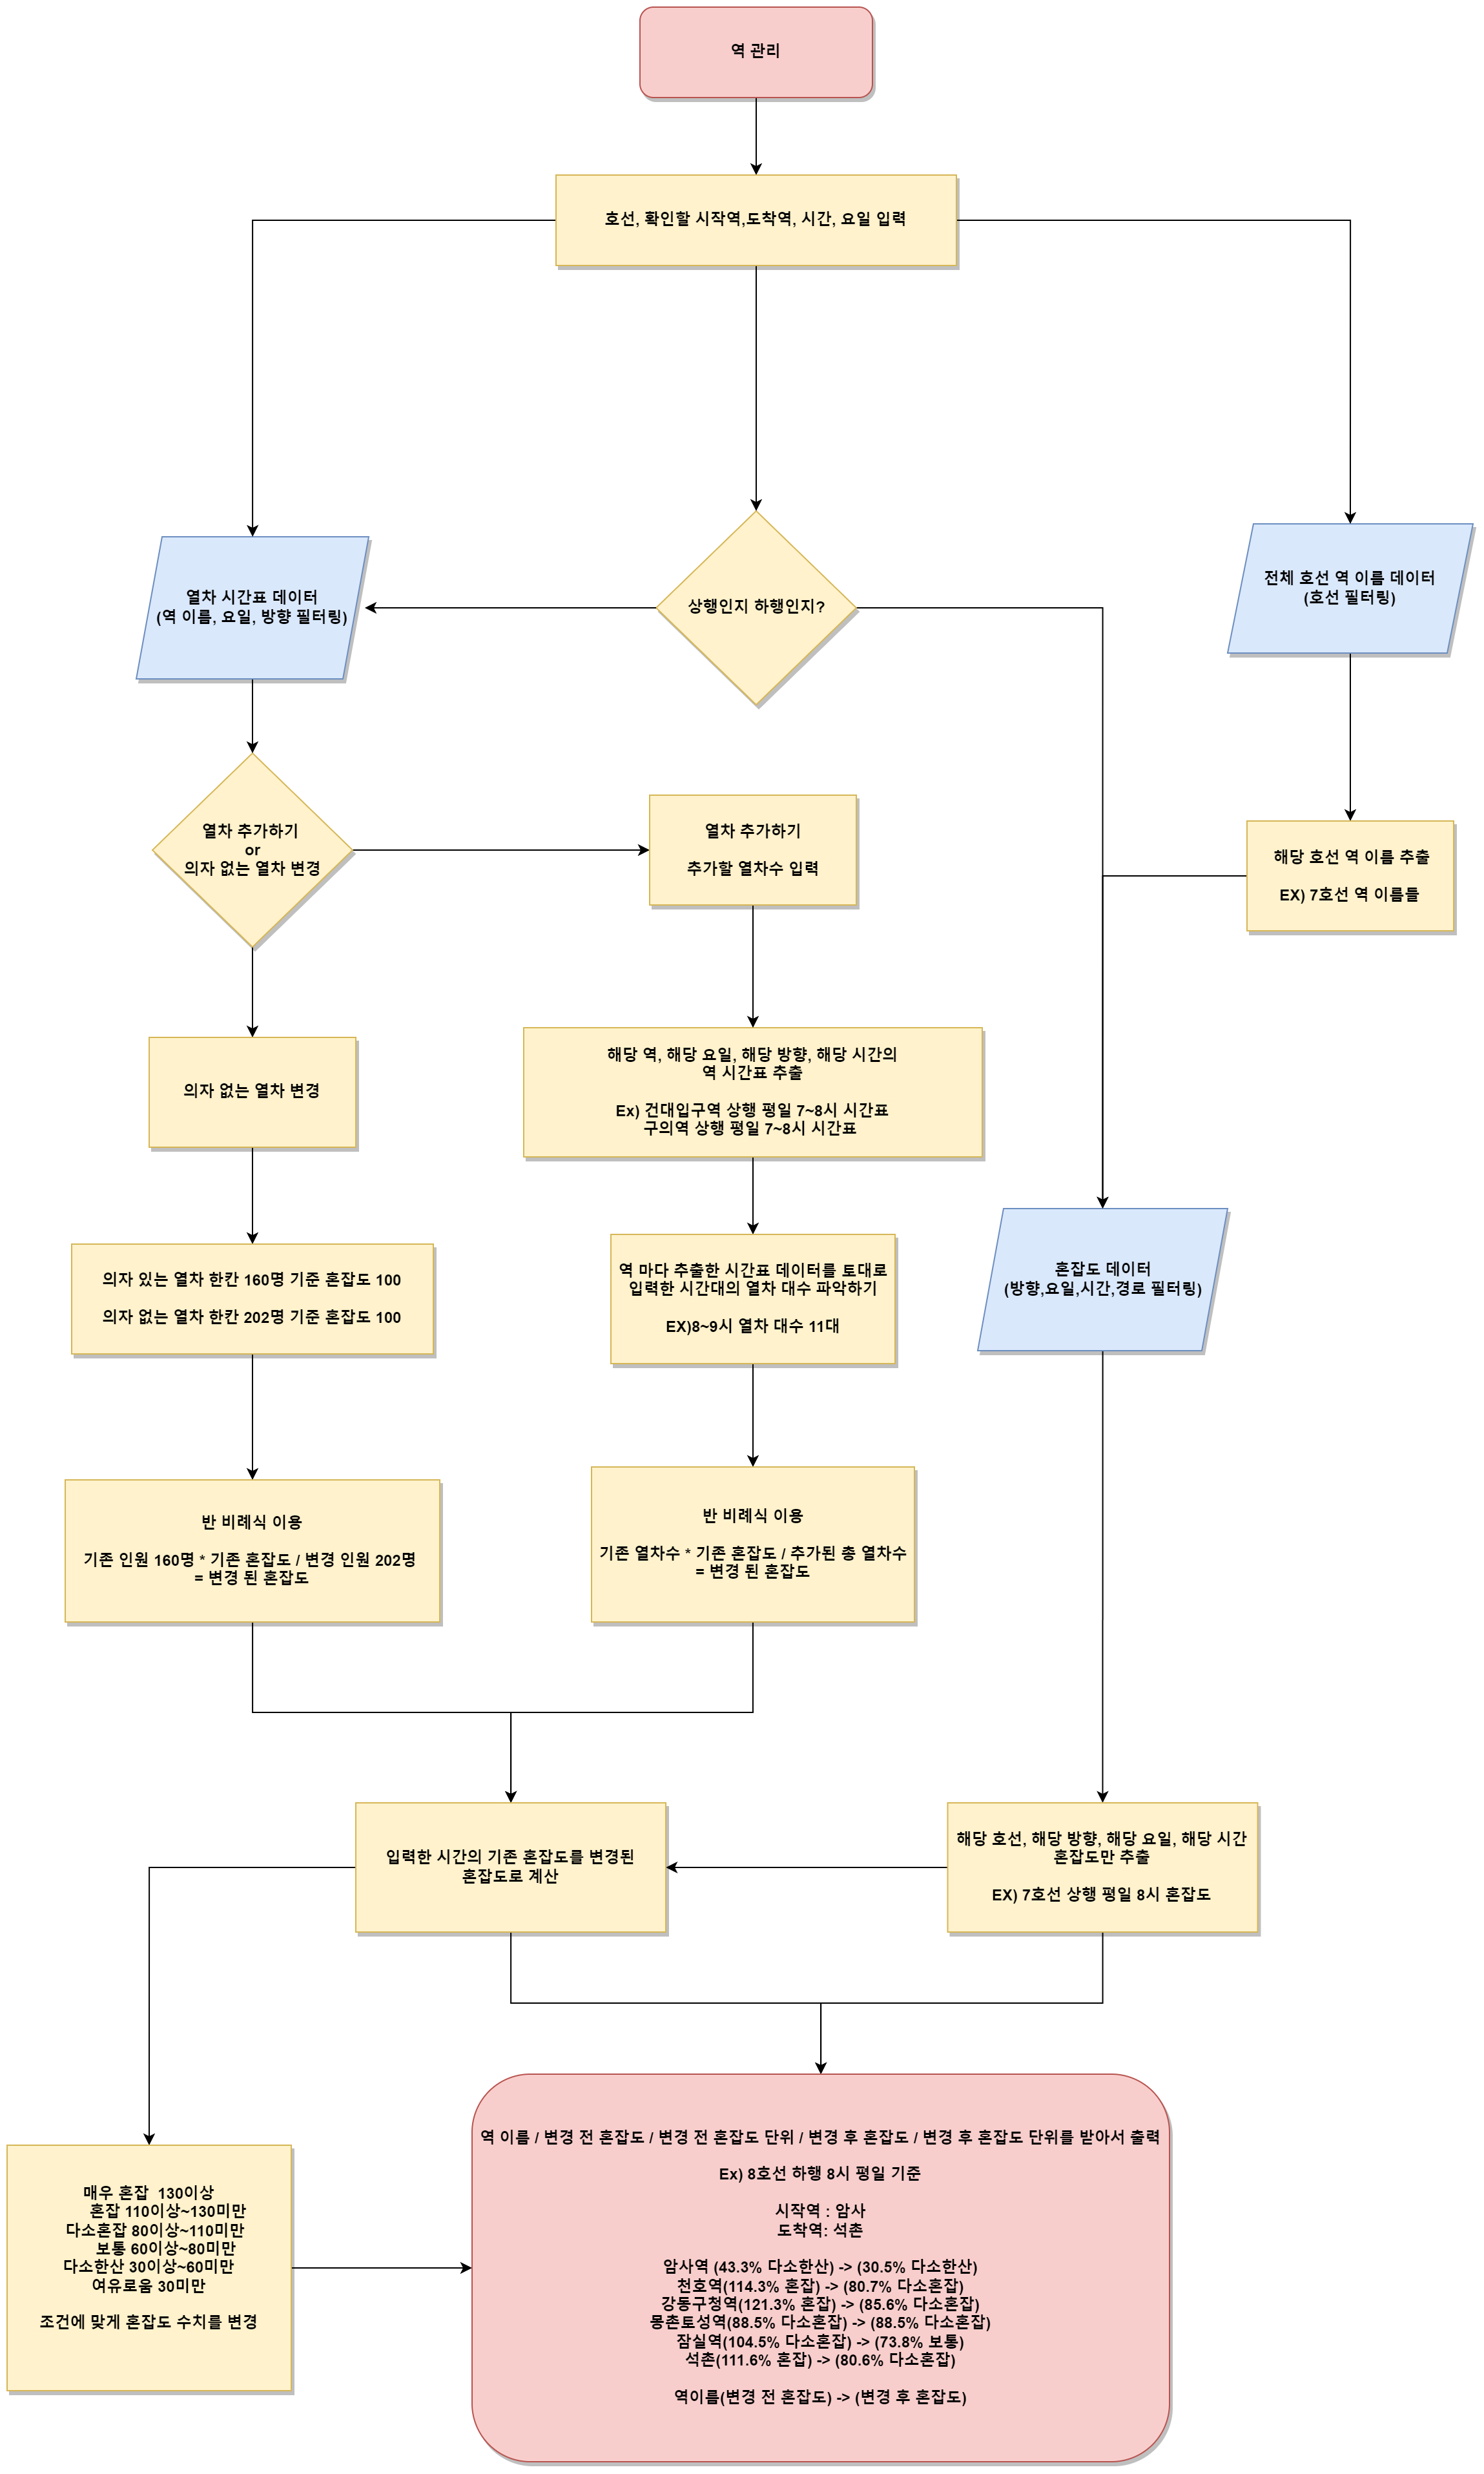 역 관리
호선, 확인할 시작역,도착역, 시간, 요일 입력
열차 시간표 데이터
(역 이름, 요일, 방향 필터링)
상행인지 하행인지?
전체 호선 역 이름 데이터
(호선 필터링)
열차 추가하기
or
의자 없는 열차 변경
열차 추가하기
추가할 열차수 입력
해당 호선 역 이름 추출
EX) 7호선 역 이름들
의자 없는 열차 변경
해당 역, 해당 요일, 해당 방향, 해당 시간의
역 시간표 추출
Ex) 건대입구역 상행 평일 7~8시 시간표
구의역 상행 평일 7~8시 시간표
의자 있는 열차 한칸 160명 기준 혼잡도 100
의자 없는 열차 한칸 202명 기준 혼잡도 100
역 마다 추출한 시간표 데이터를 토대로
입력한 시간대의 열차 대수 파악하기
EX)8~9시 열차 대수 11대
혼잡도 데이터
(방향,요일,시간,경로 필터링)
반 비례식 이용
기존 인원 160명 * 기존 혼잡도 / 변경 인원 202명
= 변경 된 혼잡도
반 비례식 이용
기존 열차수 * 기존 혼잡도 / 추가된 총 열차수
= 변경 된 혼잡도
입력한 시간의 기존 혼잡도를 변경된
혼잡도로 계산
해당 호선, 해당 방향, 해당 요일, 해당 시간
혼잡도만 추출
EX) 7호선 상행 평일 8시 혼잡도
매우 혼잡 130이상
혼잡 110이상~130미만
다소혼잡 80이상~110미만
보통 60이상~80미만
다소한산 30이상~60미만
여유로움 30미만
조건에 맞게 혼잡도 수치를 변경
역 이름 / 변경 전 혼잡도 / 변경 전 혼잡도 단위 / 변경 후 혼잡도 / 변경 후 혼잡도 단위를 받아서 출력
Ex) 8호선 하행 8시 평일 기준
시작역 : 암사
도착역: 석촌
암사역 (43.3% 다소한산) -> (30.5% 다소한산)
천호역(114.3% 혼잡) -> (80.7% 다소혼잡)
강동구청역(121.3% 혼잡) -> (85.6% 다소혼잡)
몽촌토성역(88.5% 다소혼잡) -> (88.5% 다소혼잡)
잠실역(104.5% 다소혼잡) -> (73.8% 보통)
석촌(111.6% 혼잡) -> (80.6% 다소혼잡)
역이름(변경 전 혼잡도) -> (변경 후 혼잡도)